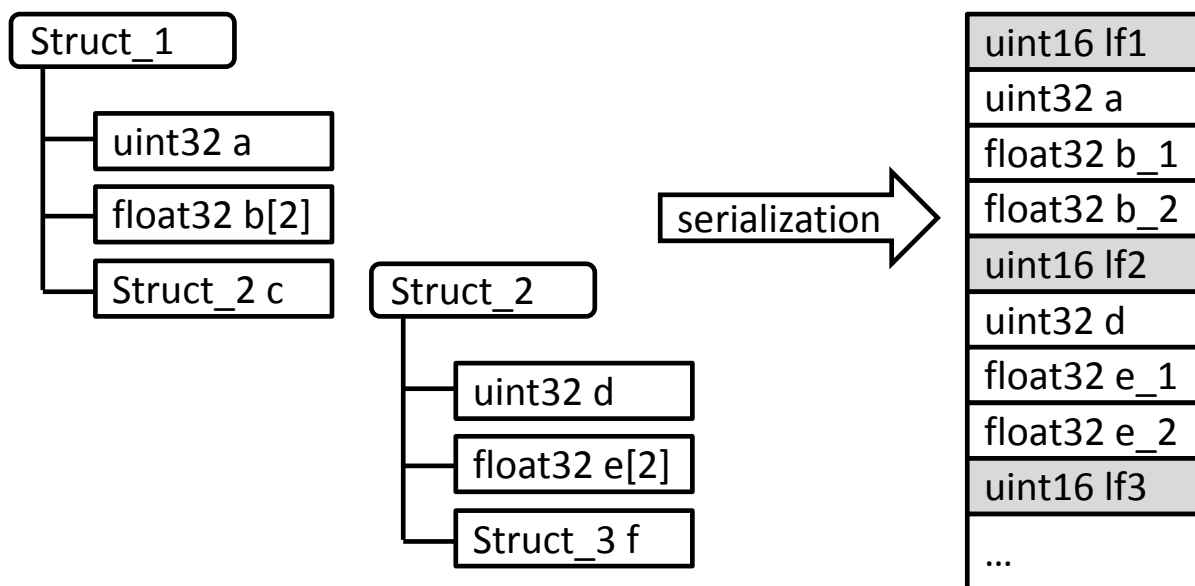 Struct_1
uint32 a
float32 b[2]
Struct_2 c
Struct_2
uint32 d
float32 e[2]
Struct_3 f
serialization
uint16 lf1
uint32 a
float32 b_1
float32 b_2
uint16 lf2
uint32 d
float32 e_1
float32 e_2
uint16 lf3
...